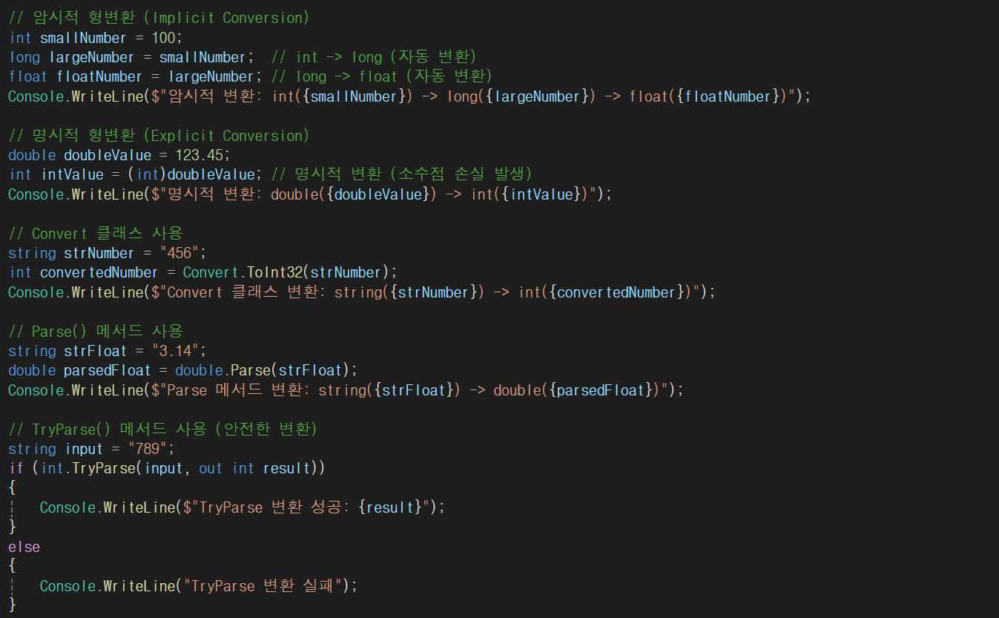 // 암시적 형변환 (Implicit Conversion)
int smallNumber = 100;
long largeNumber = smallNumber;  // int -> long (자동 변환)
float floatNumber = largeNumber; // long -> float (자동 변환)
Console.WriteLine($"암시적 변환: int({smallNumber}) -> long({largeNumber}) -> float({floatNumber})");

// 명시적 형변환 (Explicit Conversion)
double doubleValue = 123.45;
int intValue = (int)doubleValue; // 명시적 변환 (소수점 손실 발생)
Console.WriteLine($"명시적 변환: double({doubleValue}) -> int({intValue})");

// Convert 클래스 사용
string strNumber = "456";
int convertedNumber = Convert.ToInt32(strNumber);
Console.WriteLine($"Convert 클래스 변환: string({strNumber}) -> int({convertedNumber})");

// Parse() 메서드 사용
string strFloat = "3.14";
double parsedFloat = double.Parse(strFloat);
Console.WriteLine($"Parse 메서드 변환: string({strFloat}) -> double({parsedFloat})");

// TryParse() 메서드 사용 (안전한 변환)
string input = "789";
if (int.TryParse(input, out int result))
{
    Console.WriteLine($"TryParse 변환 성공: {result}");
}
else
{
    Console.WriteLine("TryParse 변환 실패");
}